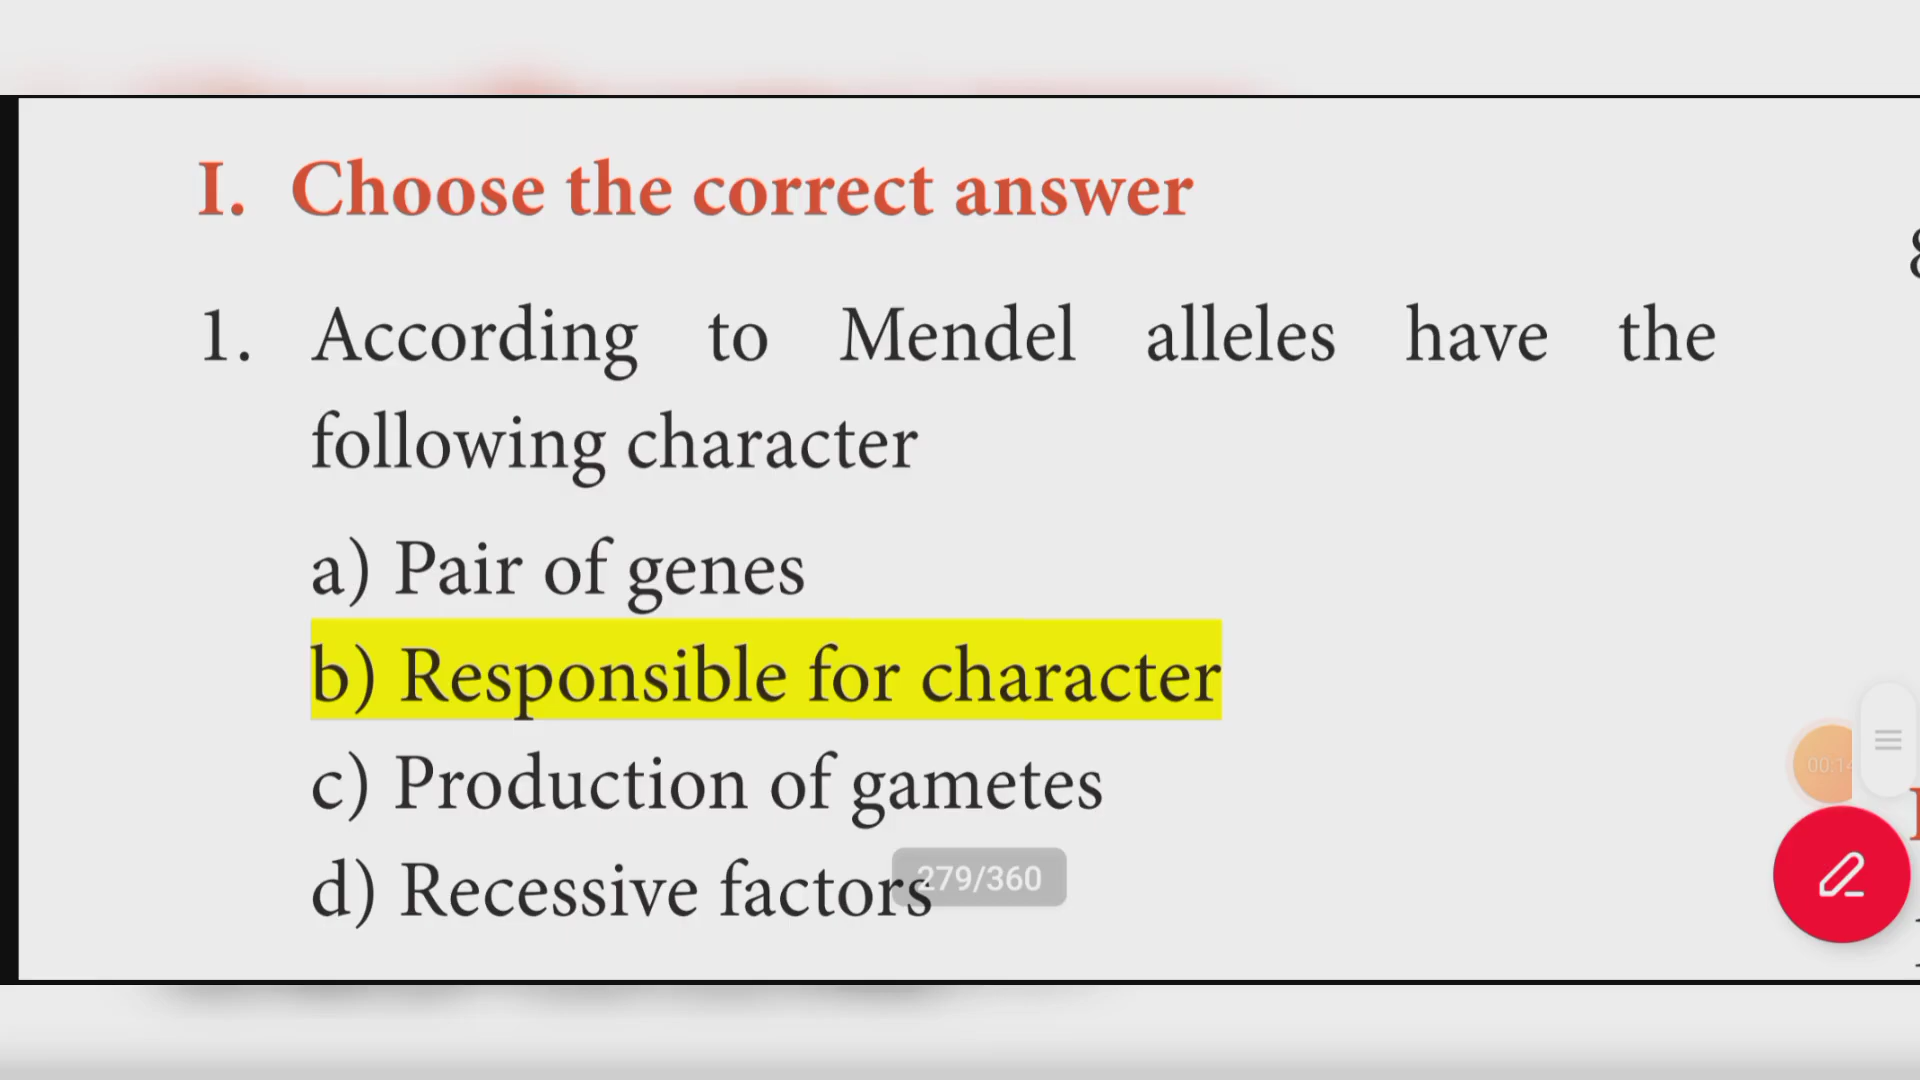 I. Choose the correct answer
1. According to Mendel alleles have the
following character
a) Pair of genes
b) Responsible for character
c) Production of gametes
d) Recessive factors
279/360